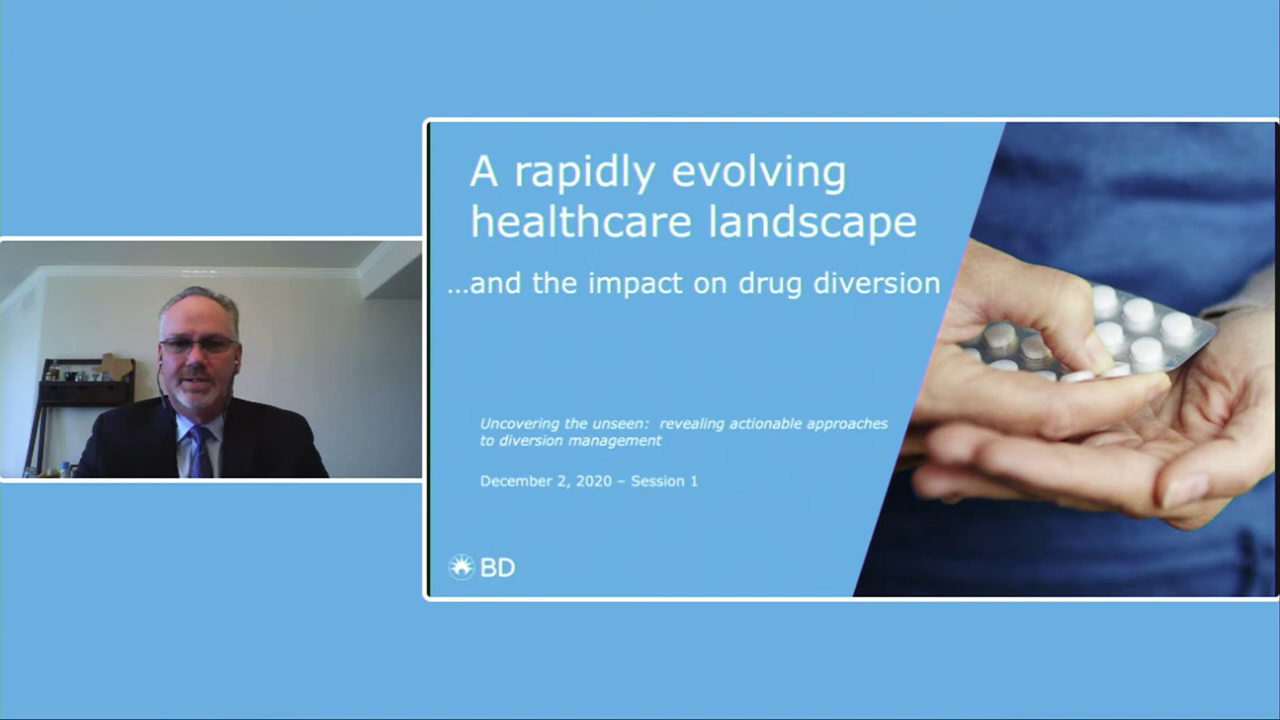 A rapidly evolving
healthcare landscape
...and the impact on drug diversion
Uncovering the unseen:  revealing actionable approaches
to diversion management
December 2, 2020 – Session 1
BD